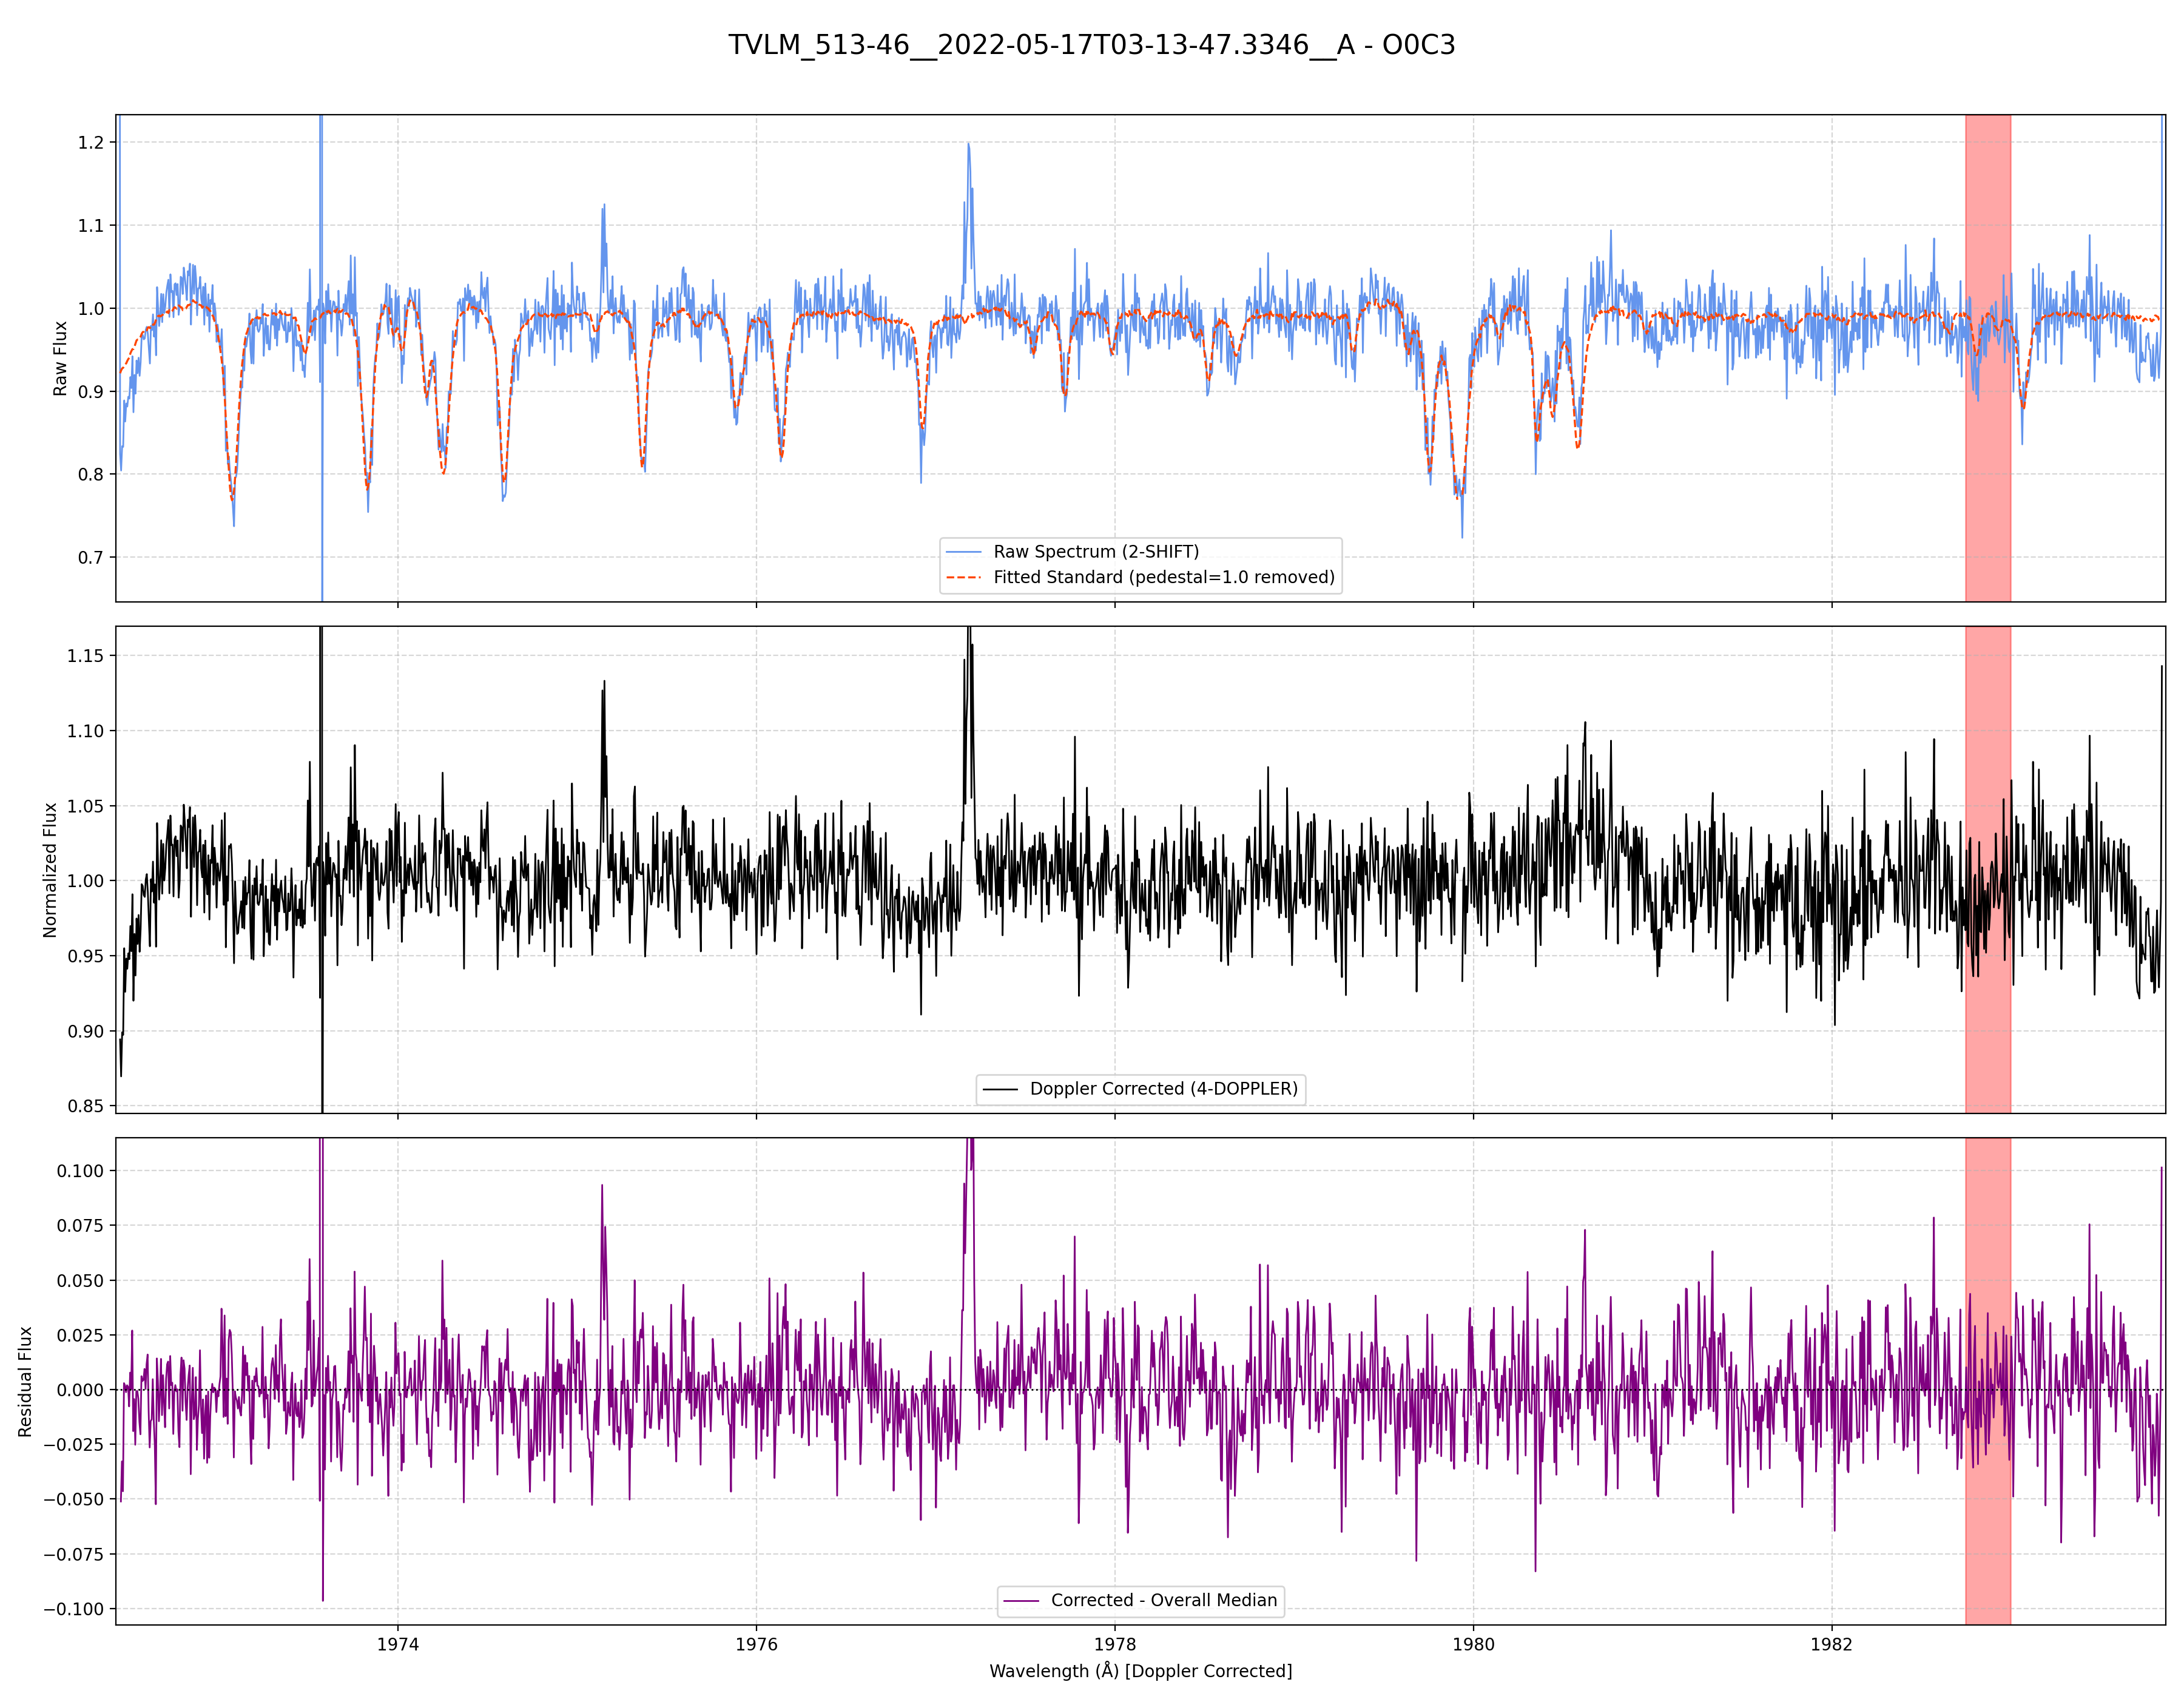 TVLM_513-46__2022-05-17T03-13-47.3346__A - O0C3
1.2
1.1
1.0
0.9
0.8
0.7
Raw Flux
Raw Spectrum (2-SHIFT)
Fitted Standard (pedestal=1.0 removed)
1.15
1.10
1.05
1.00
0.95
0.90
0.85
Normalized Flux
Doppler Corrected (4-DOPPLER)
0.100
0.075
0.050
0.025
0.000
−0.025
−0.050
−0.075
−0.100
Residual Flux
Corrected - Overall Median
1974 1976 1978 1980 1982
Wavelength (Å) [Doppler Corrected]